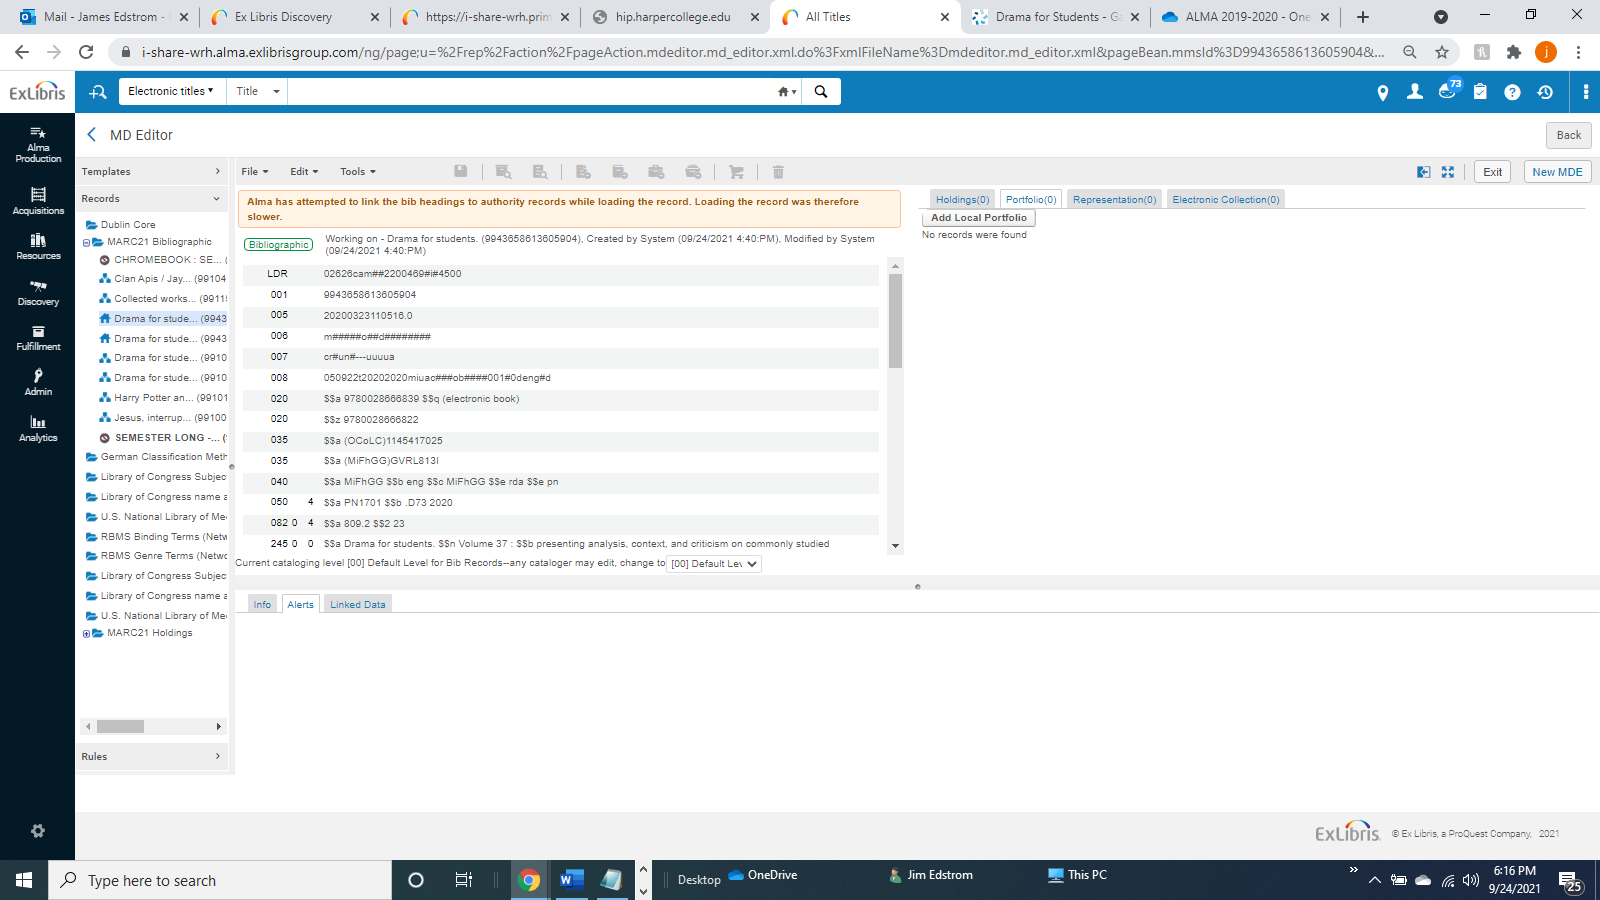 Mail - James Edstrom -
Ex Libris Discovery
https://i-share-wrh.prim
hip.harpercollege.edu
All Titles
Drama for Students - Ga
ALMA 2019-2020 - One
i-share-wrh.alma.exlibrisgroup.com/ng/page;u=%2Frep%2Faction%2FpageAction.mdeditor.md_editor.xml.do%3FxmlFileName%3Dmdeditor.md_editor.xml&pageBean.mmsId%3D9943658613605904&...
ExLibris
Electronic titles
Title
73
MD Editor
Back
Alma
Production
Acquisitions
Resources
Discovery
Fulfillment
Admin
Analytics
Templates
Records
Dublin Core
MARC21 Bibliographic
CHROMEBOOK : SE... (
Clan Apis / Jay... (99104
Collected works... (9911
Drama for stude... (9943
Drama for stude... (9943
Drama for stude... (9910
Drama for stude... (9910
Harry Potter an... (99101
Jesus, interrup... (99100
SEMESTER LONG -... (
German Classification Meth
Library of Congress Subjec
Library of Congress name a
U.S. National Library of Me
RBMS Binding Terms (Netw
RBMS Genre Terms (Netwo
Library of Congress Subjec
Library of Congress name a
U.S. National Library of Me
MARC21 Holdings
Rules
File
Edit
Tools
Exit
New MDE
Alma has attempted to link the bib headings to authority records while loading the record. Loading the record was therefore
slower.
Bibliographic
Working on - Drama for students. (9943658613605904), Created by System (09/24/2021 4:40:PM), Modified by System
(09/24/2021 4:40:PM)
LDR 02626cam##2200469#i#4500
001 9943658613605904
005 20200323110516.0
006 m#####o##d########
007 cr#un#---uuuua
008 050922t20202020miuac###ob####001#0deng#d
020 $$a 9780028666839 $$q (electronic book)
020 $$z 9780028666822
035 $$a (OCoLC)1145417025
035 $$a (MiFhGG)GVRL813I
040 $$a MiFhGG $$b eng $$c MiFhGG $$e rda $$e pn
050 4 $$a PN1701 $$b .D73 2020
082 0 4 $$a 809.2 $$2 23
245 0 0 $$a Drama for students. $$n Volume 37 : $$b presenting analysis, context, and criticism on commonly studied
Current cataloging level [00] Default Level for Bib Records--any cataloger may edit, change to [00] Default Lev
Holdings(0)
Portfolio(0)
Representation(0)
Electronic Collection(0)
Add Local Portfolio
No records were found
Info
Alerts
Linked Data
ExLibris. © Ex Libris, a ProQuest Company, 2021
Type here to search
Desktop
OneDrive
Jim Edstrom
This PC
6:16 PM
9/24/2021
25